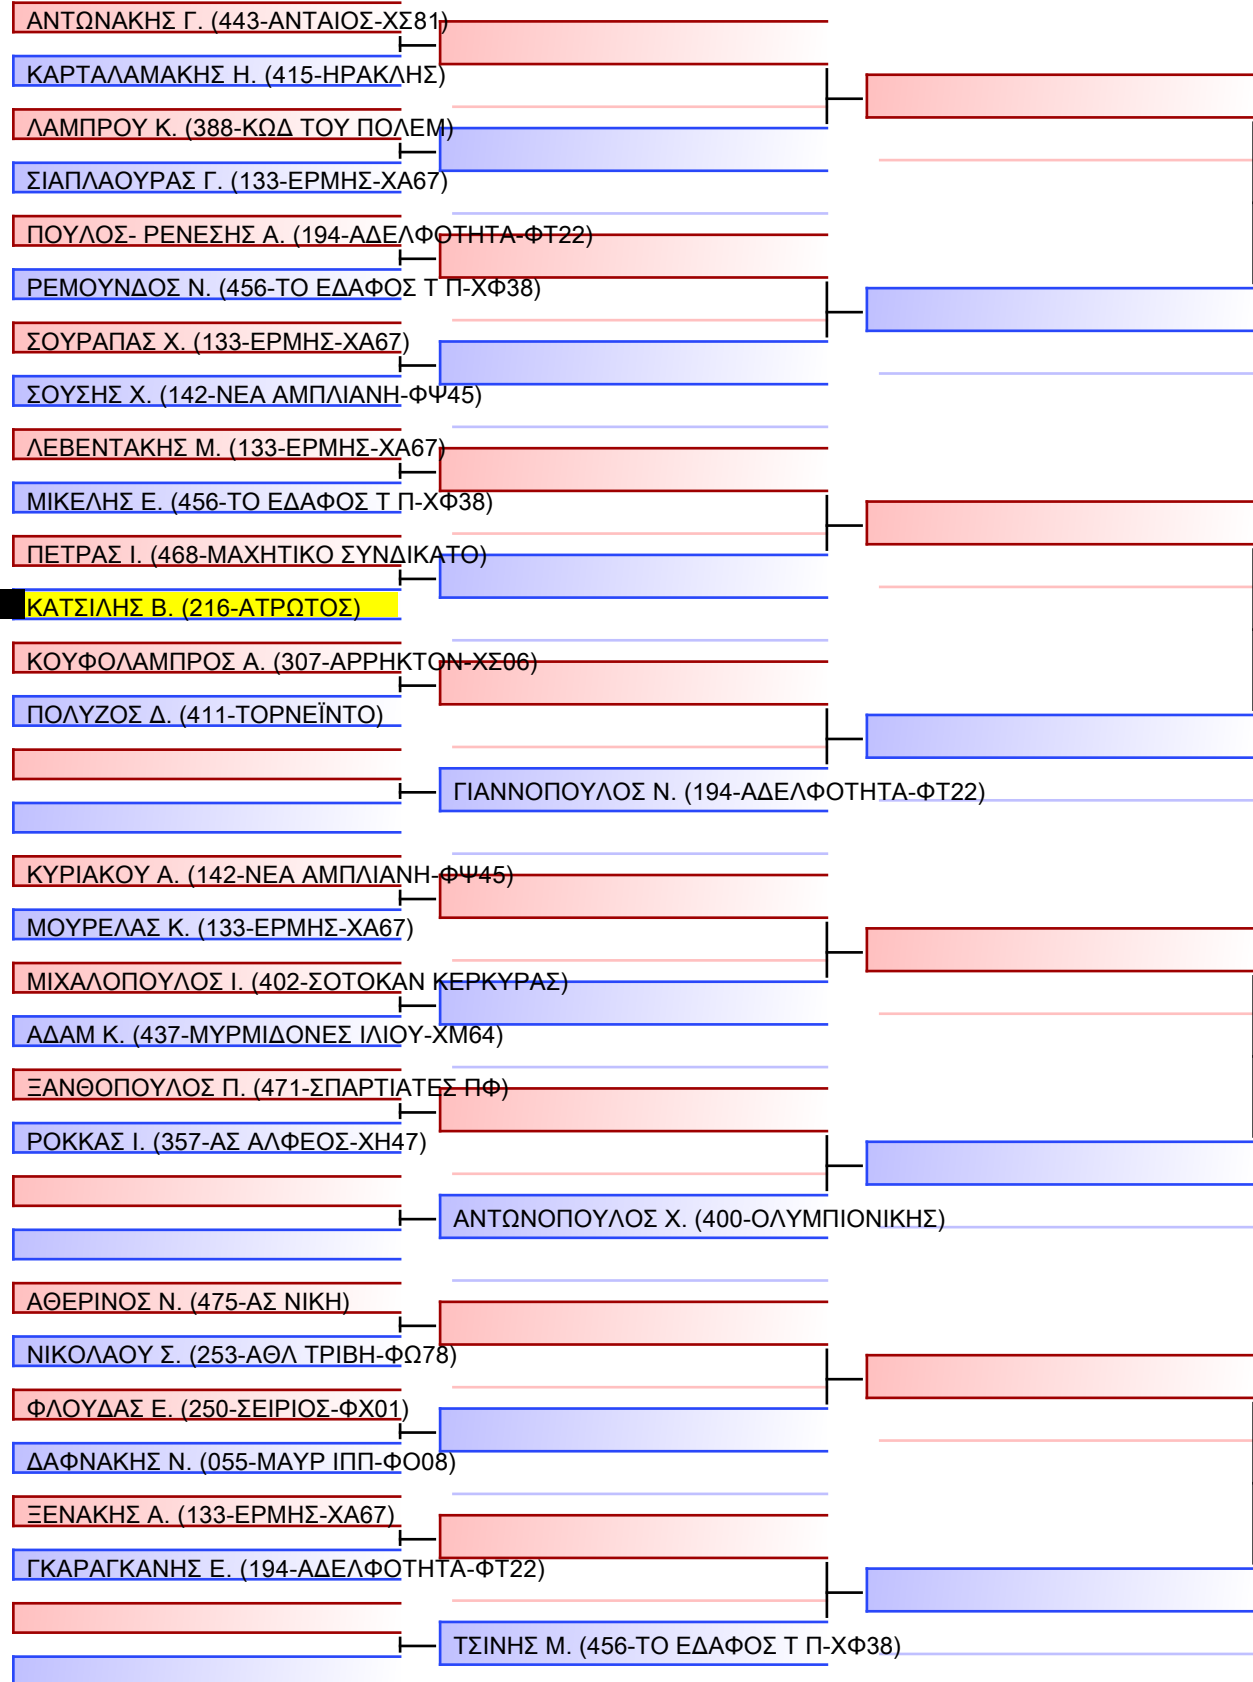 ΑΝΤΩΝΑΚΗΣ Γ. (443-ΑΝΤΑΙΟΣ-ΧΣ81)
ΚΑΡΤΑΛΑΜΑΚΗΣ Η. (415-ΗΡΑΚΛΗΣ)
ΛΑΜΠΡΟΥ Κ. (388-ΚΩΔ ΤΟΥ ΠΟΛΕΜ)
ΣΙΑΠΛΑΟΥΡΑΣ Γ. (133-ΕΡΜΗΣ-ΧΑ67)
ΠΟΥΛΟΣ- ΡΕΝΕΣΗΣ Α. (194-ΑΔΕΛΦΟΤΗΤΑ-ΦΤ22)
ΡΕΜΟΥΝΔΟΣ Ν. (456-ΤΟ ΕΔΑΦΟΣ Τ Π-ΧΦ38)
ΣΟΥΡΑΠΑΣ Χ. (133-ΕΡΜΗΣ-ΧΑ67)
ΣΟΥΣΗΣ Χ. (142-ΝΕΑ ΑΜΠΛΙΑΝΗ-ΦΨ45)
ΛΕΒΕΝΤΑΚΗΣ Μ. (133-ΕΡΜΗΣ-ΧΑ67)
ΜΙΚΕΛΗΣ Ε. (456-ΤΟ ΕΔΑΦΟΣ Τ Π-ΧΦ38)
ΠΕΤΡΑΣ Ι. (468-ΜΑΧΗΤΙΚΟ ΣΥΝΔΙΚΑΤΟ)
ΚΑΤΣΙΛΗΣ Β. (216-ΑΤΡΩΤΟΣ)
ΚΟΥΦΟΛΑΜΠΡΟΣ Α. (307-ΑΡΡΗΚΤΟΝ-ΧΣ06)
ΠΟΛΥΖΟΣ Δ. (411-ΤΟΡΝΕΪΝΤΟ)
ΓΙΑΝΝΟΠΟΥΛΟΣ Ν. (194-ΑΔΕΛΦΟΤΗΤΑ-ΦΤ22)
ΚΥΡΙΑΚΟΥ Α. (142-ΝΕΑ ΑΜΠΛΙΑΝΗ-ΦΨ45)
ΜΟΥΡΕΛΑΣ Κ. (133-ΕΡΜΗΣ-ΧΑ67)
ΜΙΧΑΛΟΠΟΥΛΟΣ Ι. (402-ΣΟΤΟΚΑΝ ΚΕΡΚΥΡΑΣ)
ΑΔΑΜ Κ. (437-ΜΥΡΜΙΔΟΝΕΣ ΙΛΙΟΥ-ΧΜ64)
ΞΑΝΘΟΠΟΥΛΟΣ Π. (471-ΣΠΑΡΤΙΑΤΕΣ ΠΦ)
ΡΟΚΚΑΣ Ι. (357-ΑΣ ΑΛΦΕΟΣ-ΧΗ47)
ΑΝΤΩΝΟΠΟΥΛΟΣ Χ. (400-ΟΛΥΜΠΙΟΝΙΚΗΣ)
ΑΘΕΡΙΝΟΣ Ν. (475-ΑΣ ΝΙΚΗ)
ΝΙΚΟΛΑΟΥ Σ. (253-ΑΘΛ ΤΡΙΒΗ-ΦΩ78)
ΦΛΟΥΔΑΣ Ε. (250-ΣΕΙΡΙΟΣ-ΦΧ01)
ΔΑΦΝΑΚΗΣ Ν. (055-ΜΑΥΡ ΙΠΠ-ΦΟ08)
ΞΕΝΑΚΗΣ Α. (133-ΕΡΜΗΣ-ΧΑ67)
ΓΚΑΡΑΓΚΑΝΗΣ Ε. (194-ΑΔΕΛΦΟΤΗΤΑ-ΦΤ22)
ΤΣΙΝΗΣ Μ. (456-ΤΟ ΕΔΑΦΟΣ Τ Π-ΧΦ38)